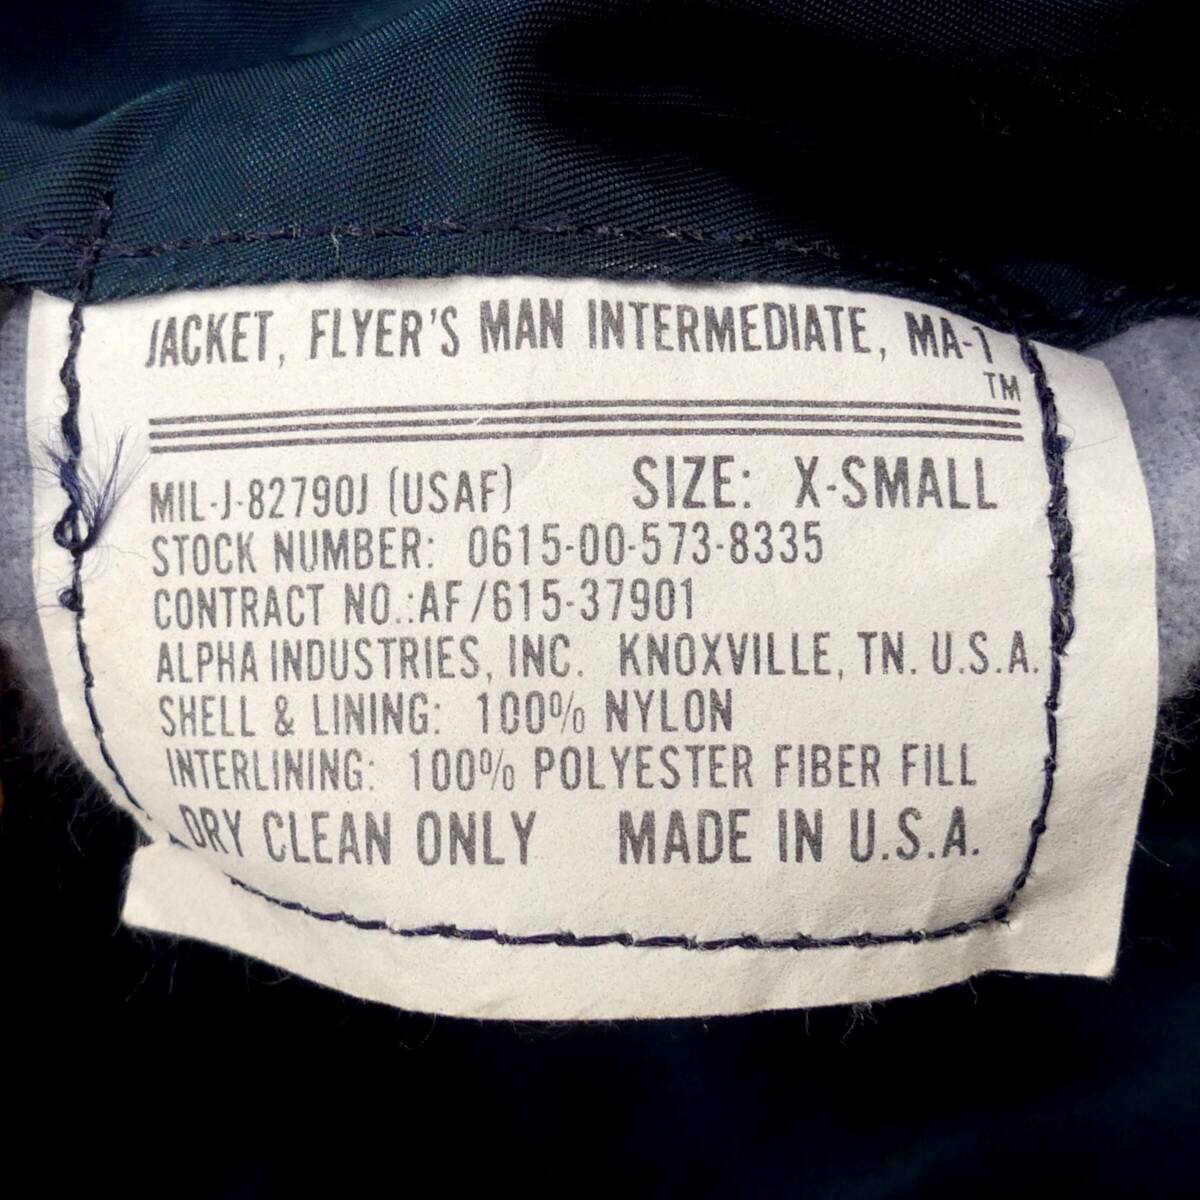 JACKET, FLYER'S MAN INTERMEDIATE, MA-1
TM
MIL-J-82790J (USAF) SIZE: X-SMALL
STOCK NUMBER: 0615-00-573-8335
CONTRACT NO.:AF/615-37901
ALPHA INDUSTRIES, INC. KNOXVILLE, TN. U.S.A.
SHELL & LINING: 100% NYLON
INTERLINING: 100% POLYESTER FIBER FILL
DRY CLEAN ONLY MADE IN U.S.A.